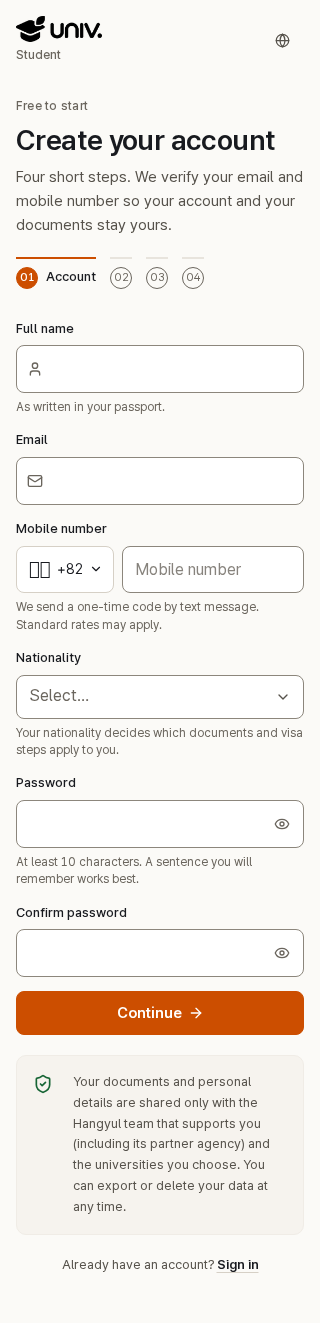 UNIV.
Student
Free to start
Create your account
Four short steps. We verify your email and
mobile number so your account and your
documents stay yours.
01 Account 02 03 04
Full name
As written in your passport.
Email
Mobile number
+82 Mobile number
We send a one-time code by text message.
Standard rates may apply.
Nationality
Select...
Your nationality decides which documents and visa
steps apply to you.
Password
At least 10 characters. A sentence you will
remember works best.
Confirm password
Continue →
Your documents and personal
details are shared only with the
Hangyul team that supports you
(including its partner agency) and
the universities you choose. You
can export or delete your data at
any time.
Already have an account? Sign in